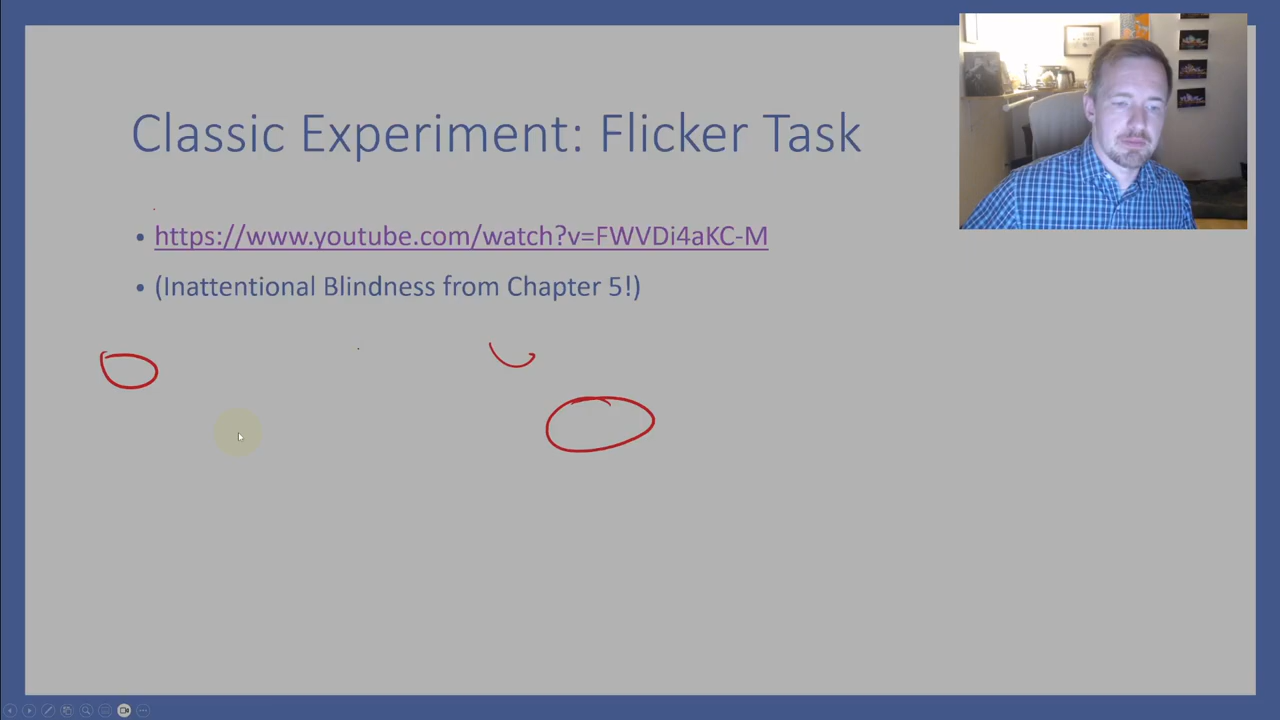 Classic Experiment: Flicker Task
• https://www.youtube.com/watch?v=FWVDi4aKC-M
• (Inattentional Blindness from Chapter 5!)